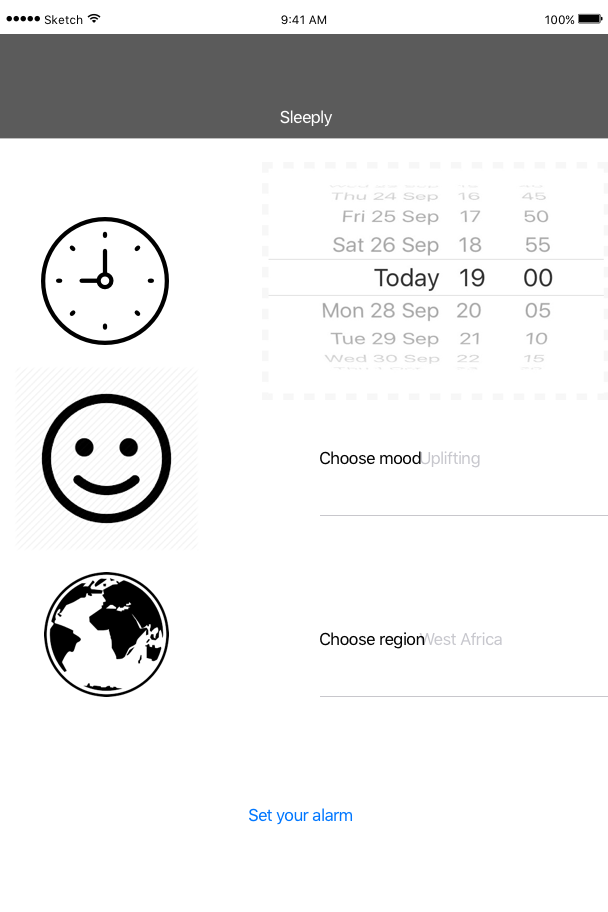 Sketch 9:41 AM 100%
Sleeply
Thu 24 Sep 16 45
Fri 25 Sep 17 50
Sat 26 Sep 18 55
Today 19 00
Mon 28 Sep 20 05
Tue 29 Sep 21 10
Wed 30 Sep 22 15
Choose mood Uplifting
Choose region West Africa
Set your alarm